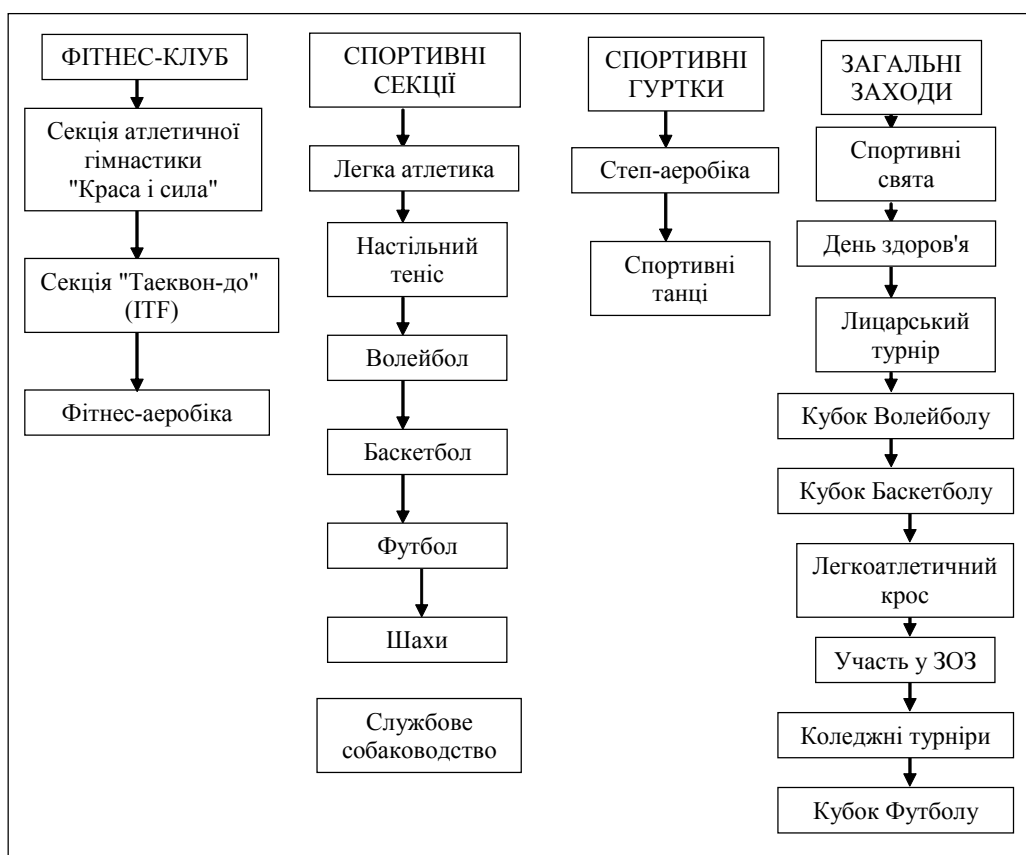 ФІТНЕС-КЛУБ
Секція атлетичної
гімнастики
"Краса і сила"
Секція "Таеквон-до"
(ITF)
Фітнес-аеробіка
СПОРТИВНІ
СЕКЦІЇ
Легка атлетика
Настільний
теніс
Волейбол
Баскетбол
Футбол
Шахи
Службове
собаководство
СПОРТИВНІ
ГУРТКИ
Степ-аеробіка
Спортивні
танці
ЗАГАЛЬНІ
ЗАХОДИ
Спортивні
свята
День здоров'я
Лицарський
турнір
Кубок Волейболу
Кубок Баскетболу
Легкоатлетичний
крос
Участь у ЗОЗ
Коледжні турніри
Кубок Футболу